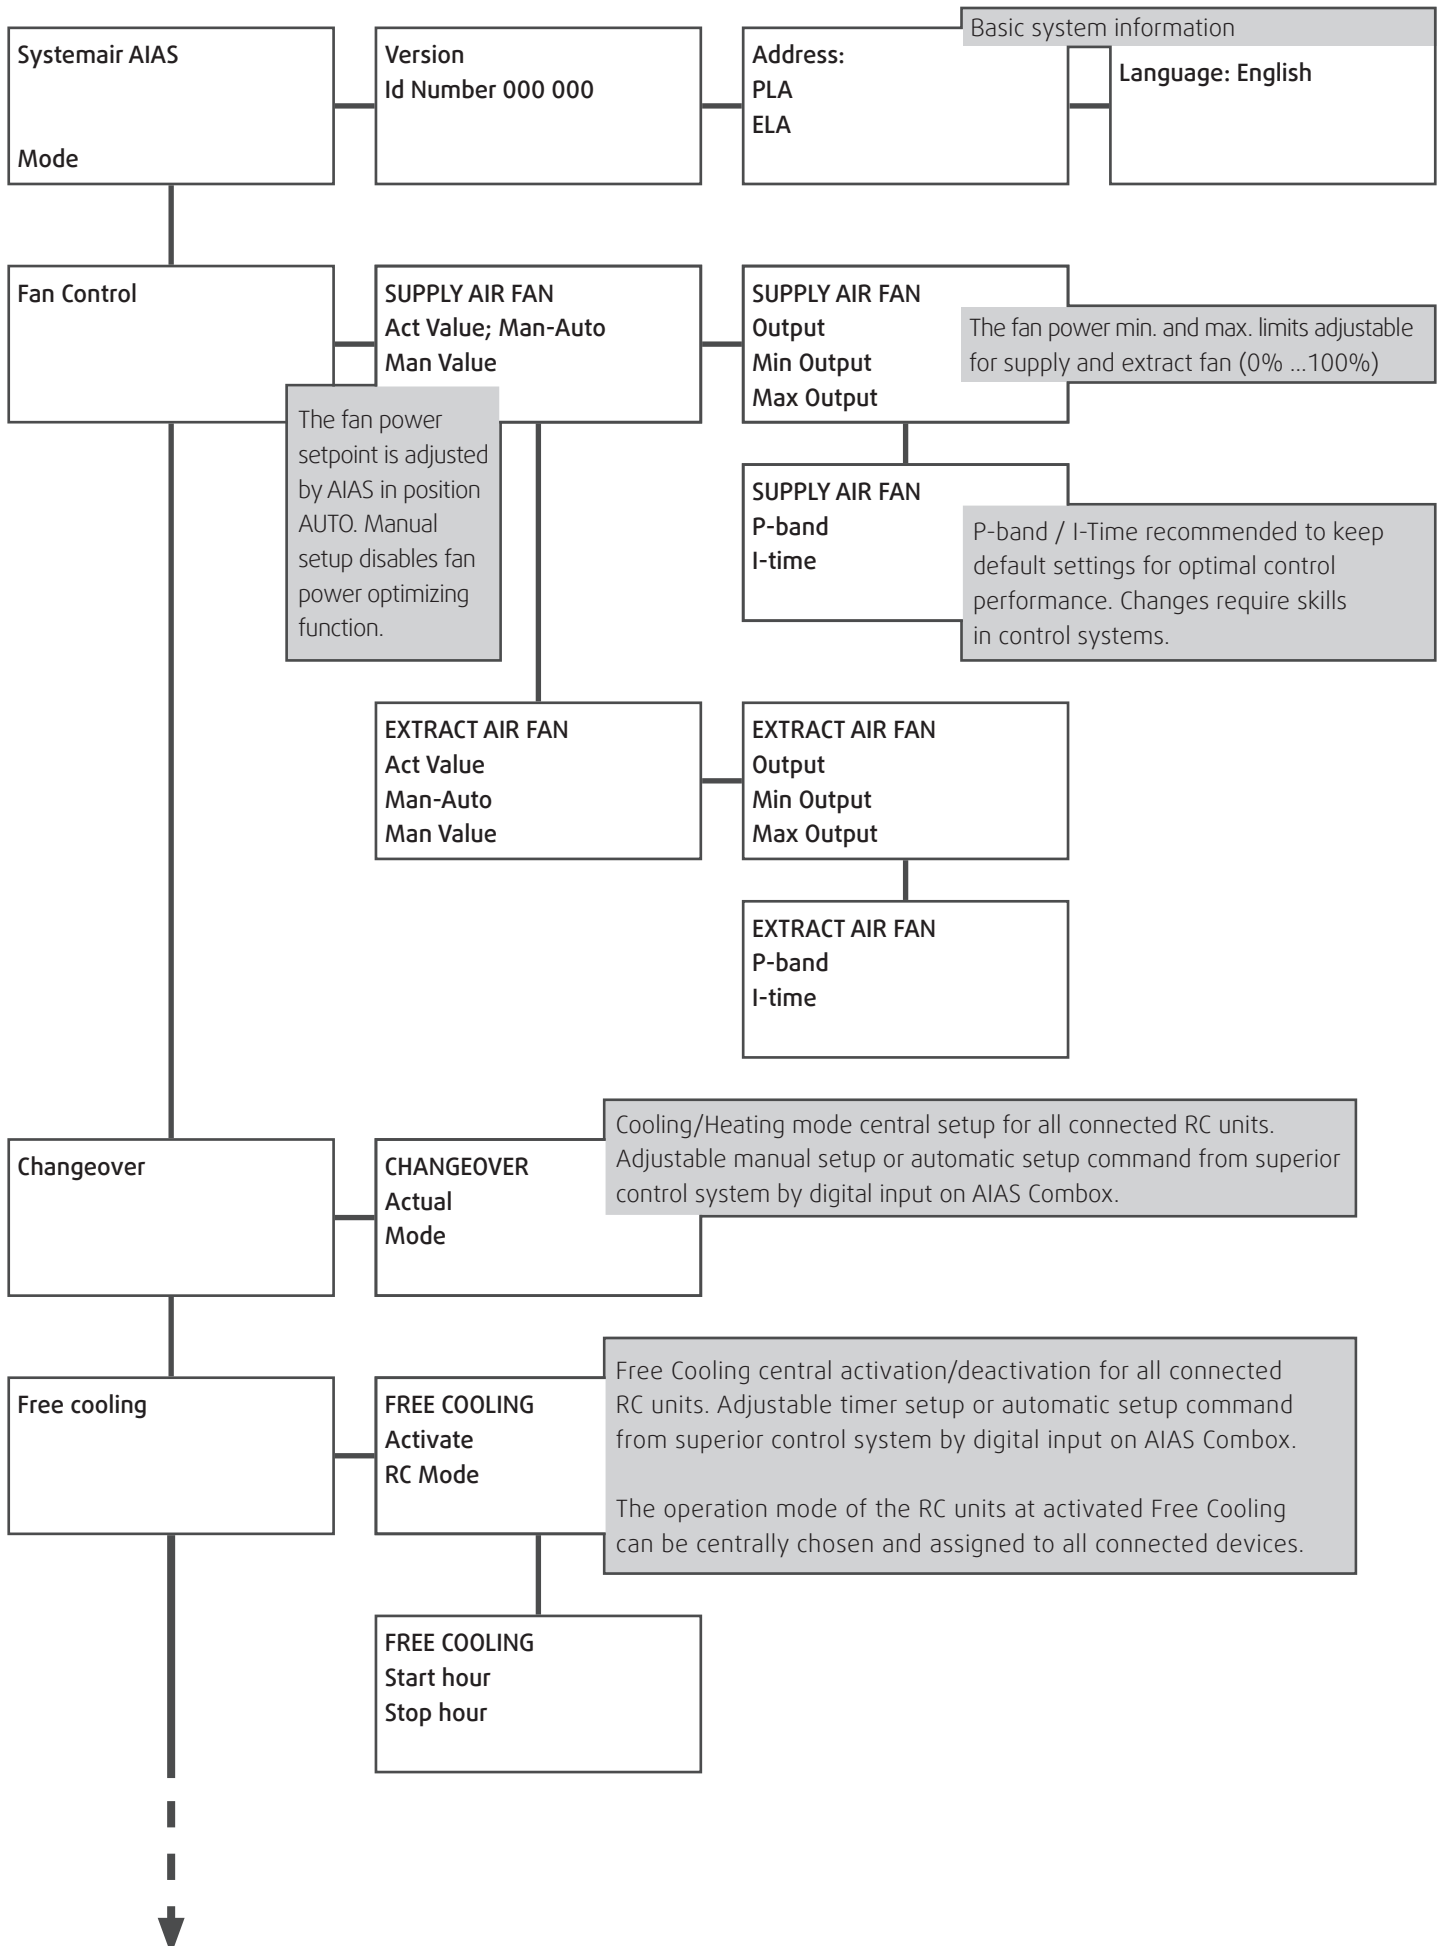 Basic system information
Systemair AIAS
Mode
Version
Id Number 000 000
Address:
PLA
ELA
Language: English
Fan Control
SUPPLY AIR FAN
Act Value; Man-Auto
Man Value
The fan power
setpoint is adjusted
by AIAS in position
AUTO. Manual
setup disables fan
power optimizing
function.
SUPPLY AIR FAN
Output
Min Output
Max Output
The fan power min. and max. limits adjustable
for supply and extract fan (0% ...100%)
SUPPLY AIR FAN
P-band
I-time
P-band / I-Time recommended to keep
default settings for optimal control
performance. Changes require skills
in control systems.
EXTRACT AIR FAN
Act Value
Man-Auto
Man Value
EXTRACT AIR FAN
Output
Min Output
Max Output
EXTRACT AIR FAN
P-band
I-time
Changeover
CHANGEOVER
Actual
Mode
Cooling/Heating mode central setup for all connected RC units.
Adjustable manual setup or automatic setup command from superior
control system by digital input on AIAS Combox.
Free cooling
FREE COOLING
Activate
RC Mode
Free Cooling central activation/deactivation for all connected
RC units. Adjustable timer setup or automatic setup command
from superior control system by digital input on AIAS Combox.
The operation mode of the RC units at activated Free Cooling
can be centrally chosen and assigned to all connected devices.
FREE COOLING
Start hour
Stop hour